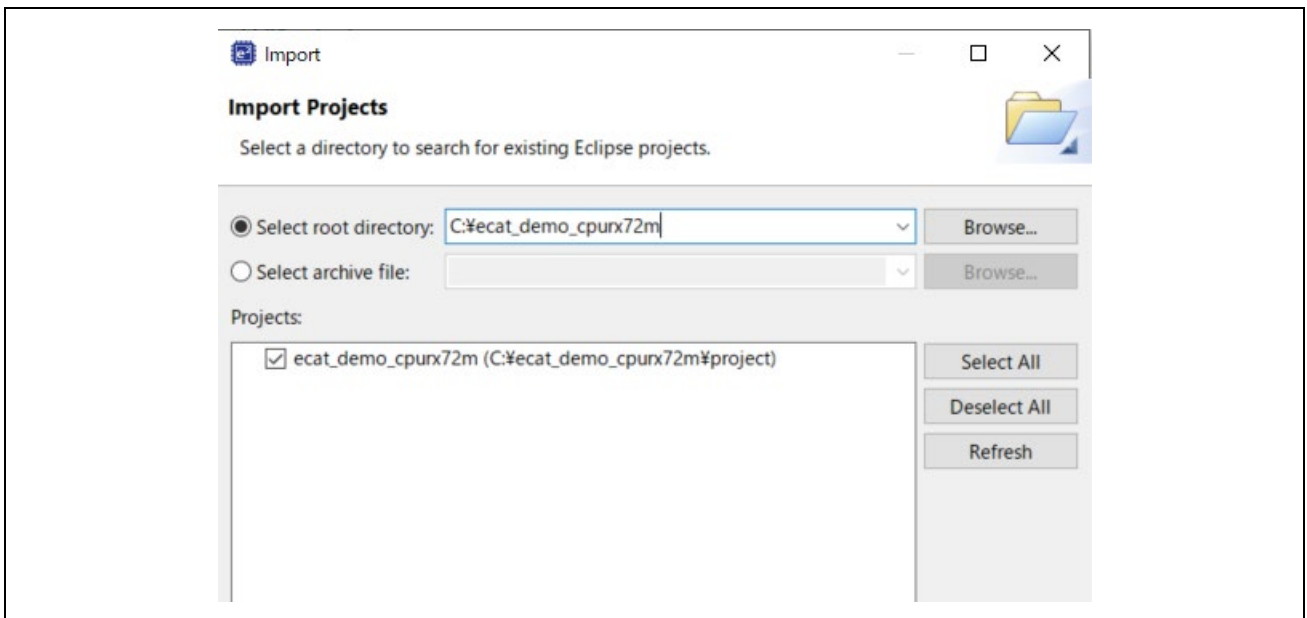 Import
Import Projects
Select a directory to search for existing Eclipse projects.
Select root directory: C:¥ecat_demo_cpurx72m Browse...
Select archive file: Browse...
Projects:
ecat_demo_cpurx72m (C:¥ecat_demo_cpurx72m¥project)
Select All
Deselect All
Refresh